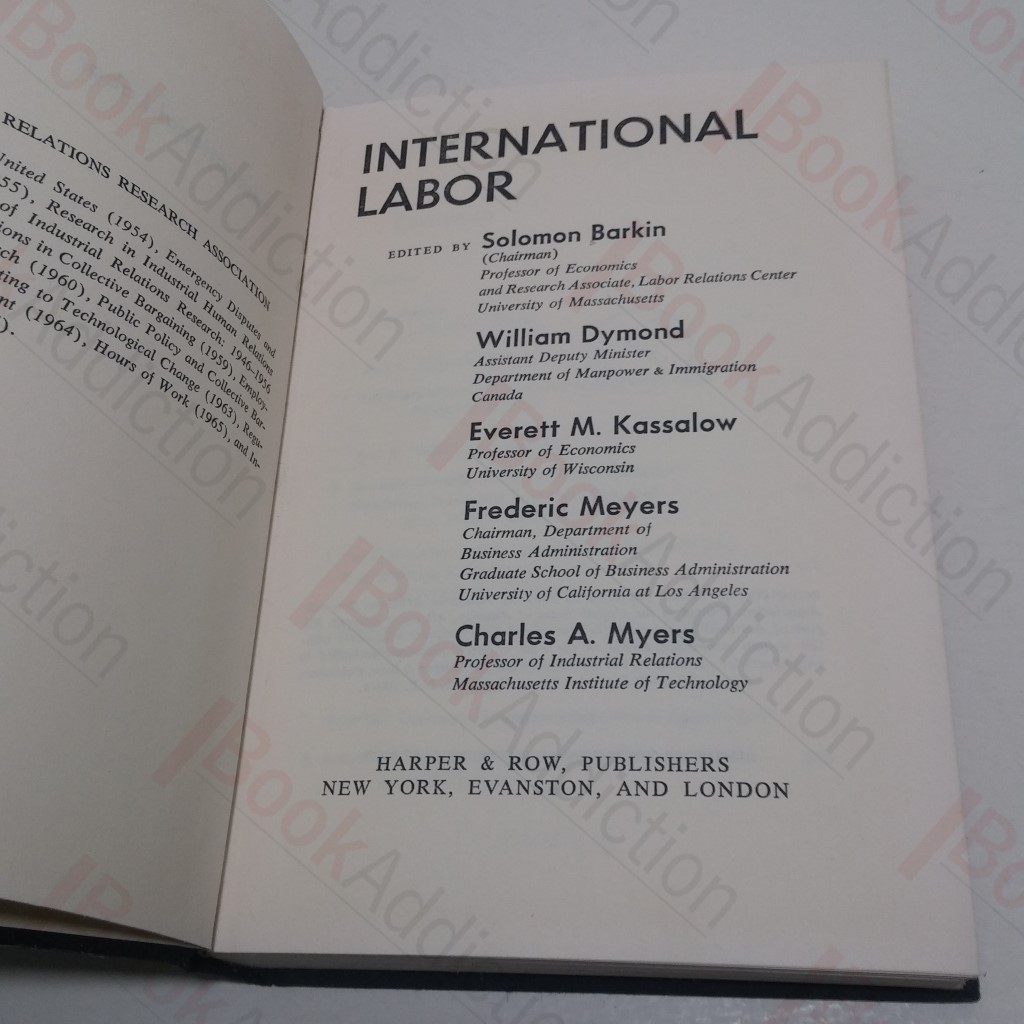 RELATIONS RESEARCH ASSOCIATION
United States (1954), Emergency Disputes and
55), Research in Industrial Human Relations
of Industrial Relations Research: 1946-1956
ions in Collective Bargaining (1959), Employ-
rch (1960), Public Policy and Collective Bar-
ting to Technological Change (1963), Regu-
nt (1964), Hours of Work (1965), and In-
).
INTERNATIONAL
LABOR
EDITED BY Solomon Barkin
(Chairman)
Professor of Economics
and Research Associate, Labor Relations Center
University of Massachusetts
William Dymond
Assistant Deputy Minister
Department of Manpower & Immigration
Canada
Everett M. Kassalow
Professor of Economics
University of Wisconsin
Frederic Meyers
Chairman, Department of
Business Administration
Graduate School of Business Administration
University of California at Los Angeles
Charles A. Myers
Professor of Industrial Relations
Massachusetts Institute of Technology
HARPER & ROW, PUBLISHERS
NEW YORK, EVANSTON, AND LONDON
BookAddiction